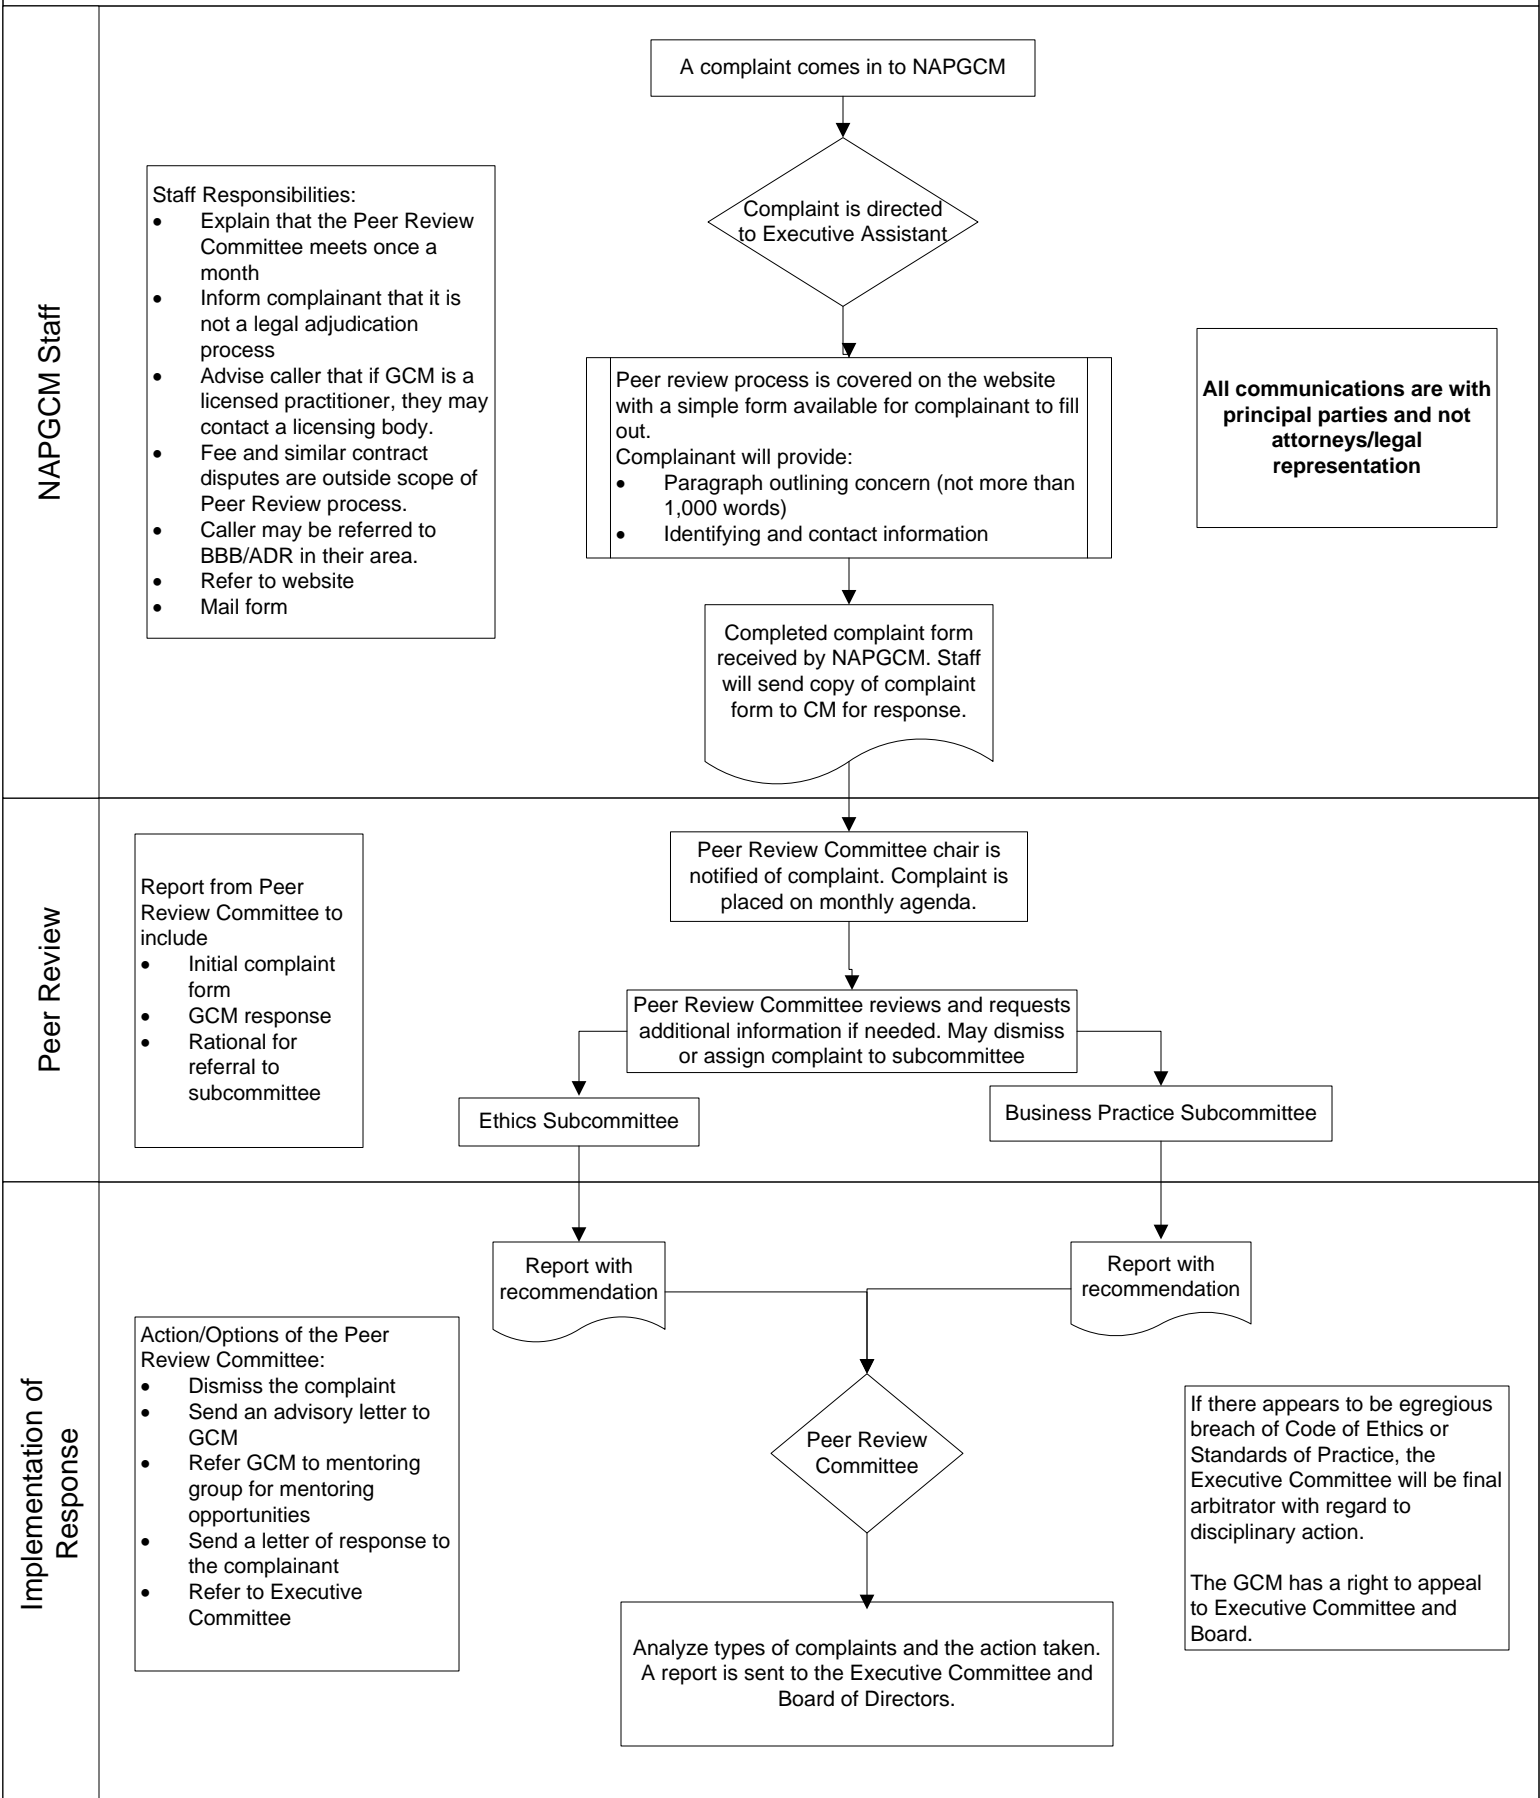 NAPGCM Staff
A complaint comes in to NAPGCM
Complaint is directed
to Executive Assistant
Staff Responsibilities:
• Explain that the Peer Review
Committee meets once a
month
• Inform complainant that it is
not a legal adjudication
process
• Advise caller that if GCM is a
licensed practitioner, they may
contact a licensing body.
• Fee and similar contract
disputes are outside scope of
Peer Review process.
• Caller may be referred to
BBB/ADR in their area.
• Refer to website
• Mail form
Peer review process is covered on the website
with a simple form available for complainant to fill
out.
Complainant will provide:
• Paragraph outlining concern (not more than
1,000 words)
• Identifying and contact information
All communications are with
principal parties and not
attorneys/legal
representation
Completed complaint form
received by NAPGCM. Staff
will send copy of complaint
form to CM for response.
Peer Review
Report from Peer
Review Committee to
include
• Initial complaint
form
• GCM response
• Rational for
referral to
subcommittee
Peer Review Committee chair is
notified of complaint. Complaint is
placed on monthly agenda.
Peer Review Committee reviews and requests
additional information if needed. May dismiss
or assign complaint to subcommittee
Ethics Subcommittee
Business Practice Subcommittee
Implementation of
Response
Report with
recommendation
Report with
recommendation
Action/Options of the Peer
Review Committee:
• Dismiss the complaint
• Send an advisory letter to
GCM
• Refer GCM to mentoring
group for mentoring
opportunities
• Send a letter of response to
the complainant
• Refer to Executive
Committee
Peer Review
Committee
If there appears to be egregious
breach of Code of Ethics or
Standards of Practice, the
Executive Committee will be final
arbitrator with regard to
disciplinary action.
The GCM has a right to appeal
to Executive Committee and
Board.
Analyze types of complaints and the action taken.
A report is sent to the Executive Committee and
Board of Directors.